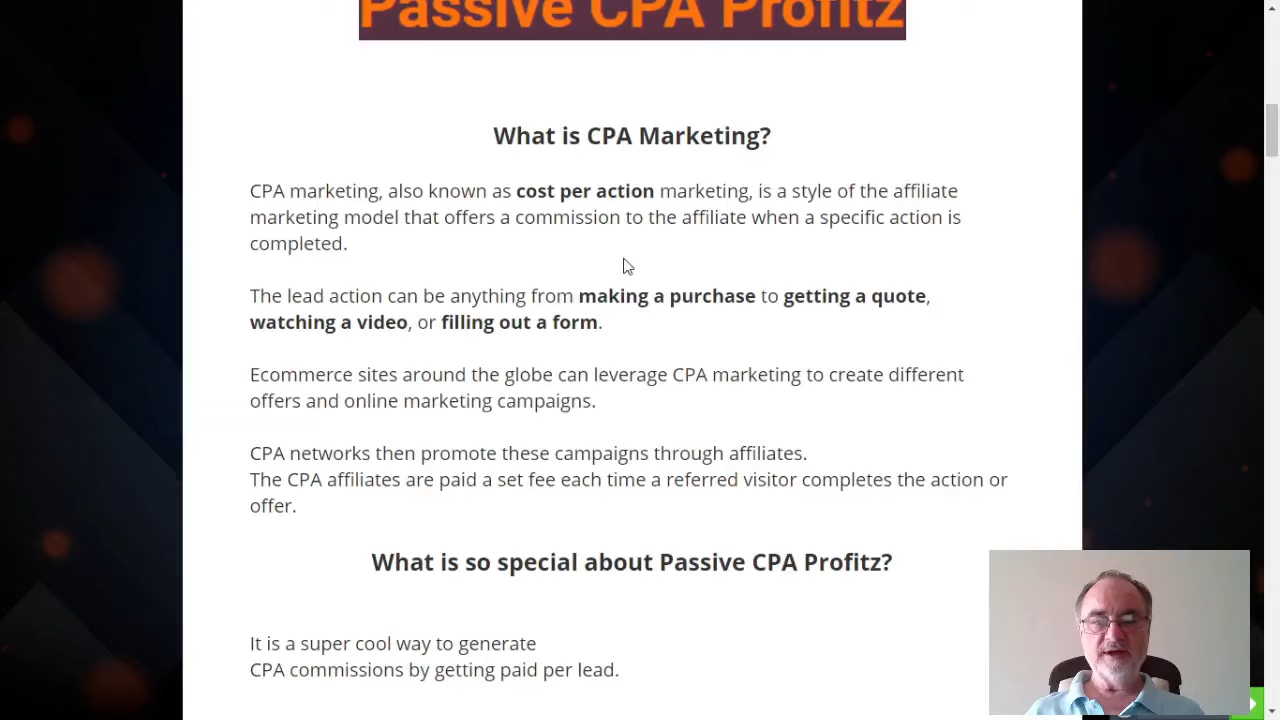 Passive CPA Profitz
What is CPA Marketing?
CPA marketing, also known as cost per action marketing, is a style of the affiliate
marketing model that offers a commission to the affiliate when a specific action is
completed.
The lead action can be anything from making a purchase to getting a quote,
watching a video, or filling out a form.
Ecommerce sites around the globe can leverage CPA marketing to create different
offers and online marketing campaigns.
CPA networks then promote these campaigns through affiliates.
The CPA affiliates are paid a set fee each time a referred visitor completes the action or
offer.
What is so special about Passive CPA Profitz?
It is a super cool way to generate
CPA commissions by getting paid per lead.